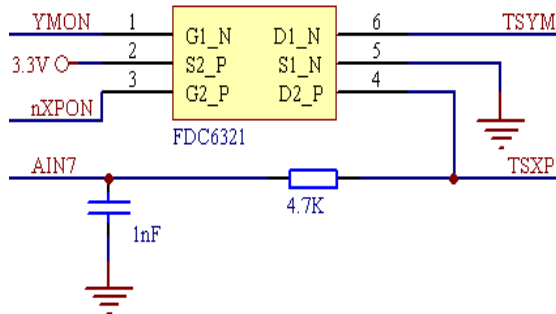 YMON 1 G1_N D1_N 6 TSYM
3.3V 2 S2_P S1_N 5
nXPON 3 G2_P D2_P 4
FDC6321
AIN7 TSXP
4.7K
1nF